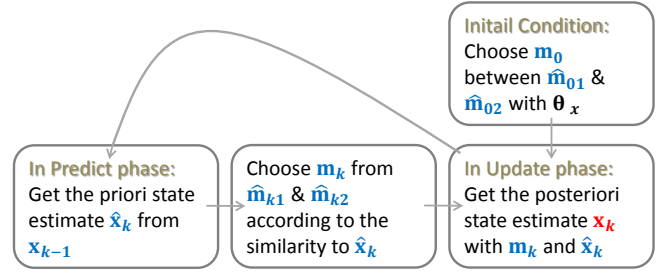 Initail Condition:
Choose m₀
between m̂₀₁ &
m̂₀₂ with θ ₓ
In Predict phase:
Get the priori state
estimate x̂ₖ from
xₖ₋₁
Choose mₖ from
m̂ₖ₁ & m̂ₖ₂
according to the
similarity to x̂ₖ
In Update phase:
Get the posteriori
state estimate xₖ
with mₖ and x̂ₖ